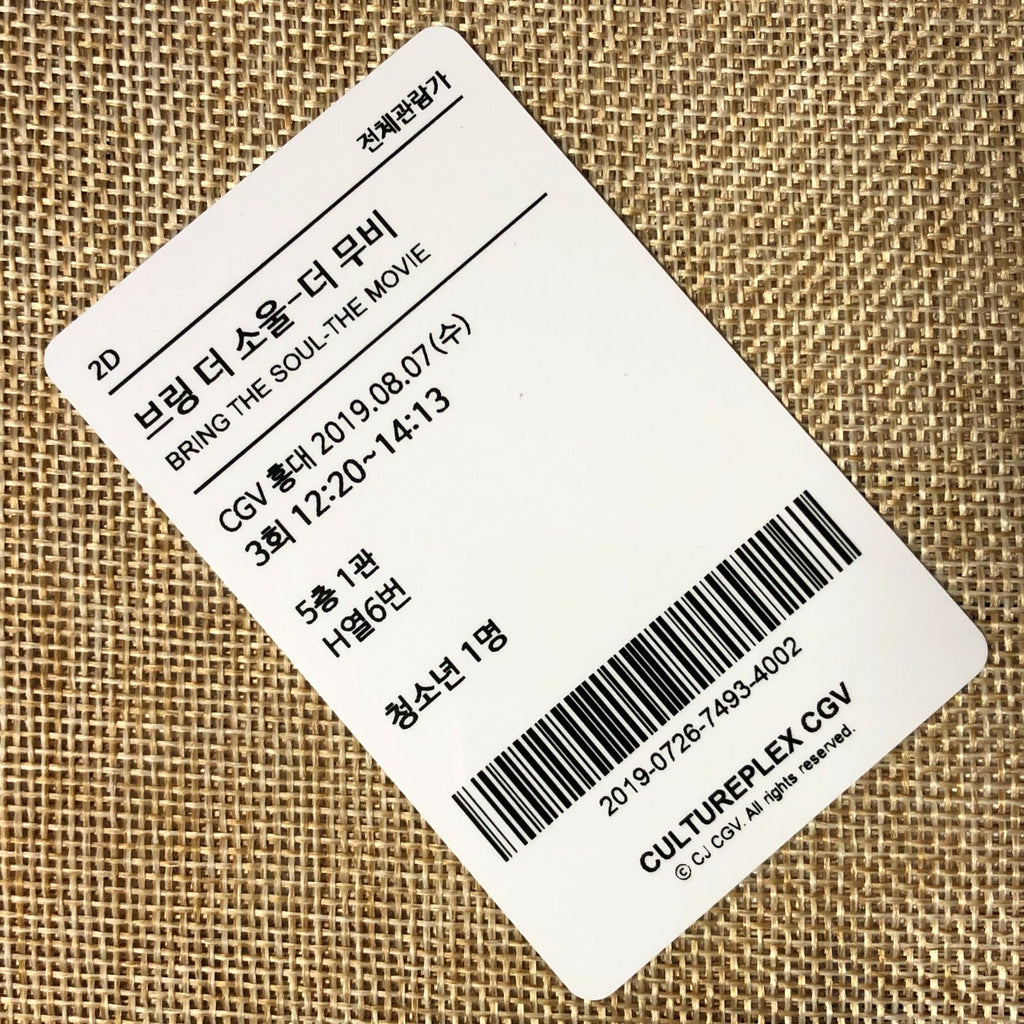 2D 전체관람가
브링 더 소울-더 무비
BRING THE SOUL-THE MOVIE
CGV 홍대 2019.08.07(수)
3회 12:20~14:13
5층 1관
H열6번
청소년 1명
2019-0726-7493-4002
CULTUREPLEX CGV
© CJ CGV. All rights reserved.